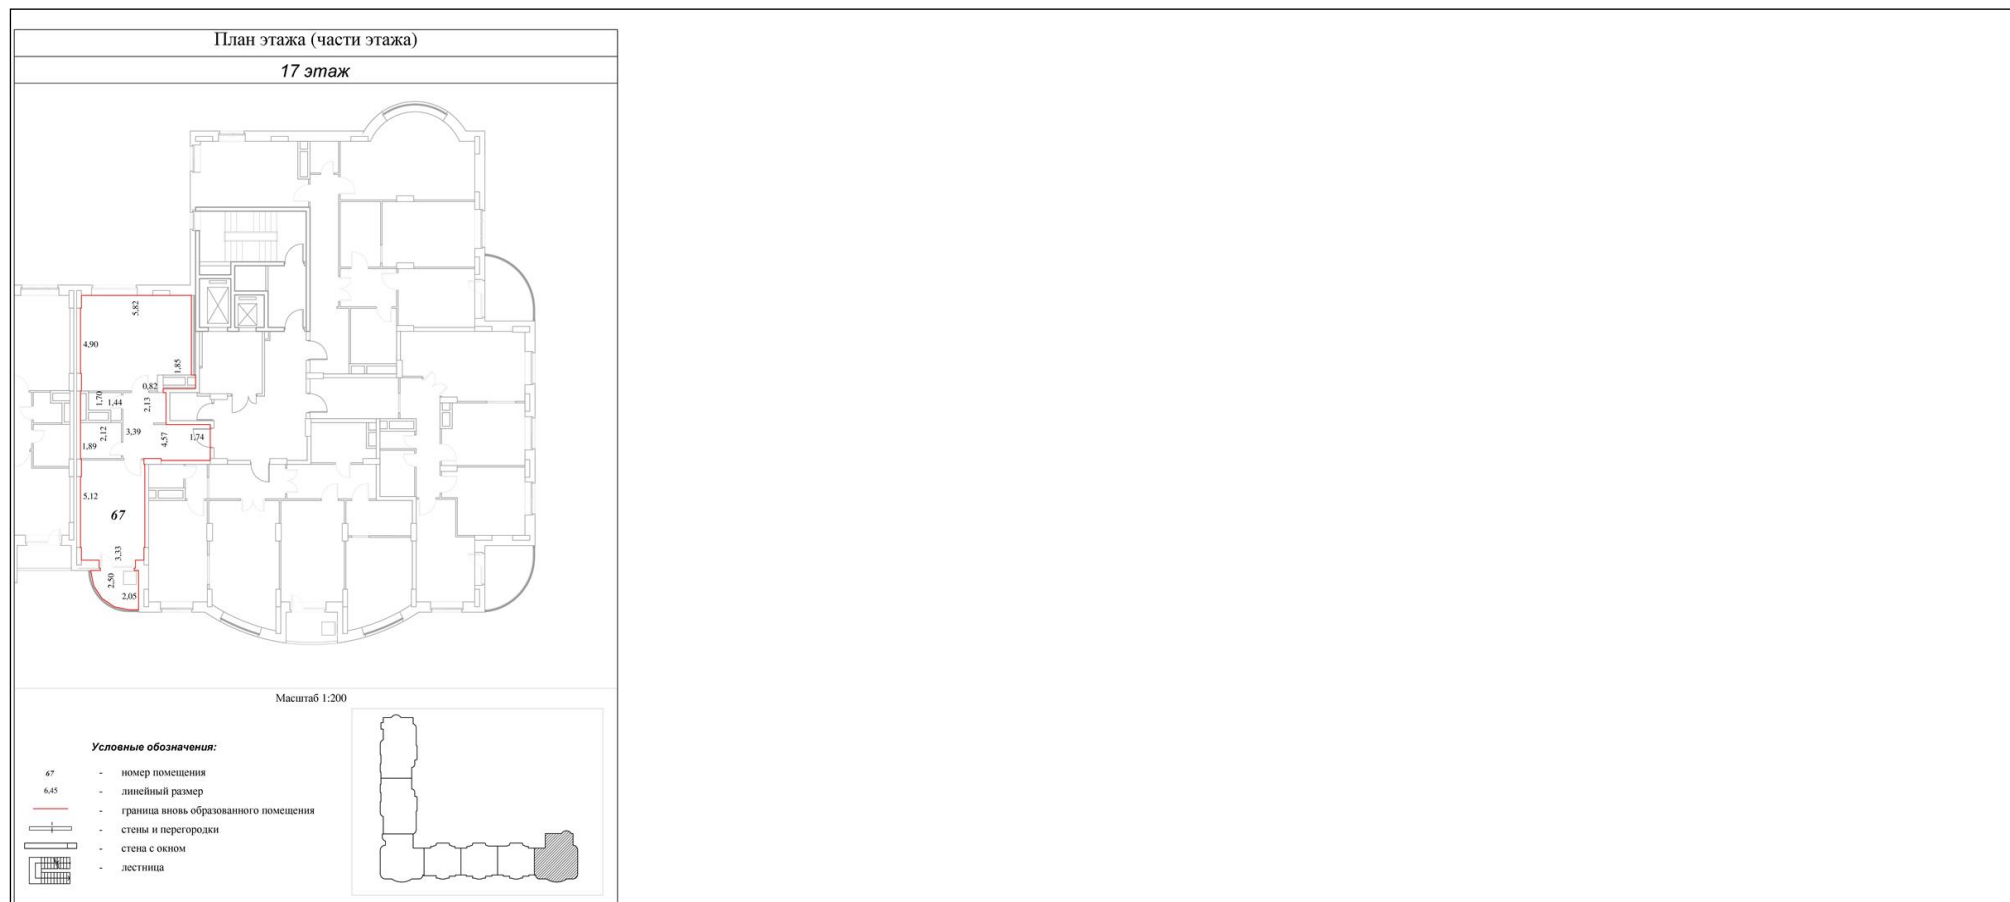 План этажа (части этажа)
17 этаж
5,82
4,90
1,85
0,82
1,70
1,44
2,13
3,39
2,12
1,89
4,57
1,74
5,12
67
3,33
2,50
2,05
Масштаб 1:200
Условные обозначения:
67 - номер помещения
6,45 - линейный размер
- граница вновь образованного помещения
- стены и перегородки
- стена с окном
- лестница